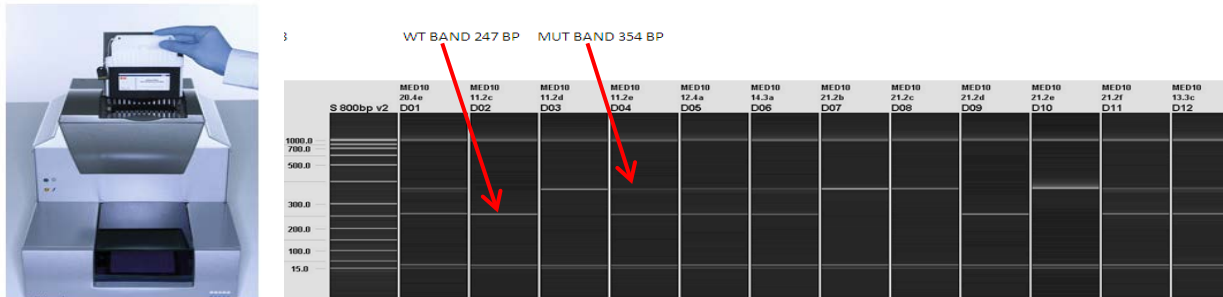 3
WT BAND 247 BP MUT BAND 354 BP
MED10 MED10 MED10 MED10 MED10 MED10 MED10 MED10 MED10 MED10 MED10 MED10
20.4e 11.2c 11.2d 11.2e 12.4a 14.3a 21.2b 21.2c 21.2d 21.2e 21.2f 13.3c
S 800bp v2 D01 D02 D03 D04 D05 D06 D07 D08 D09 D10 D11 D12
1000.0
700.0
500.0
300.0
200.0
100.0
15.0